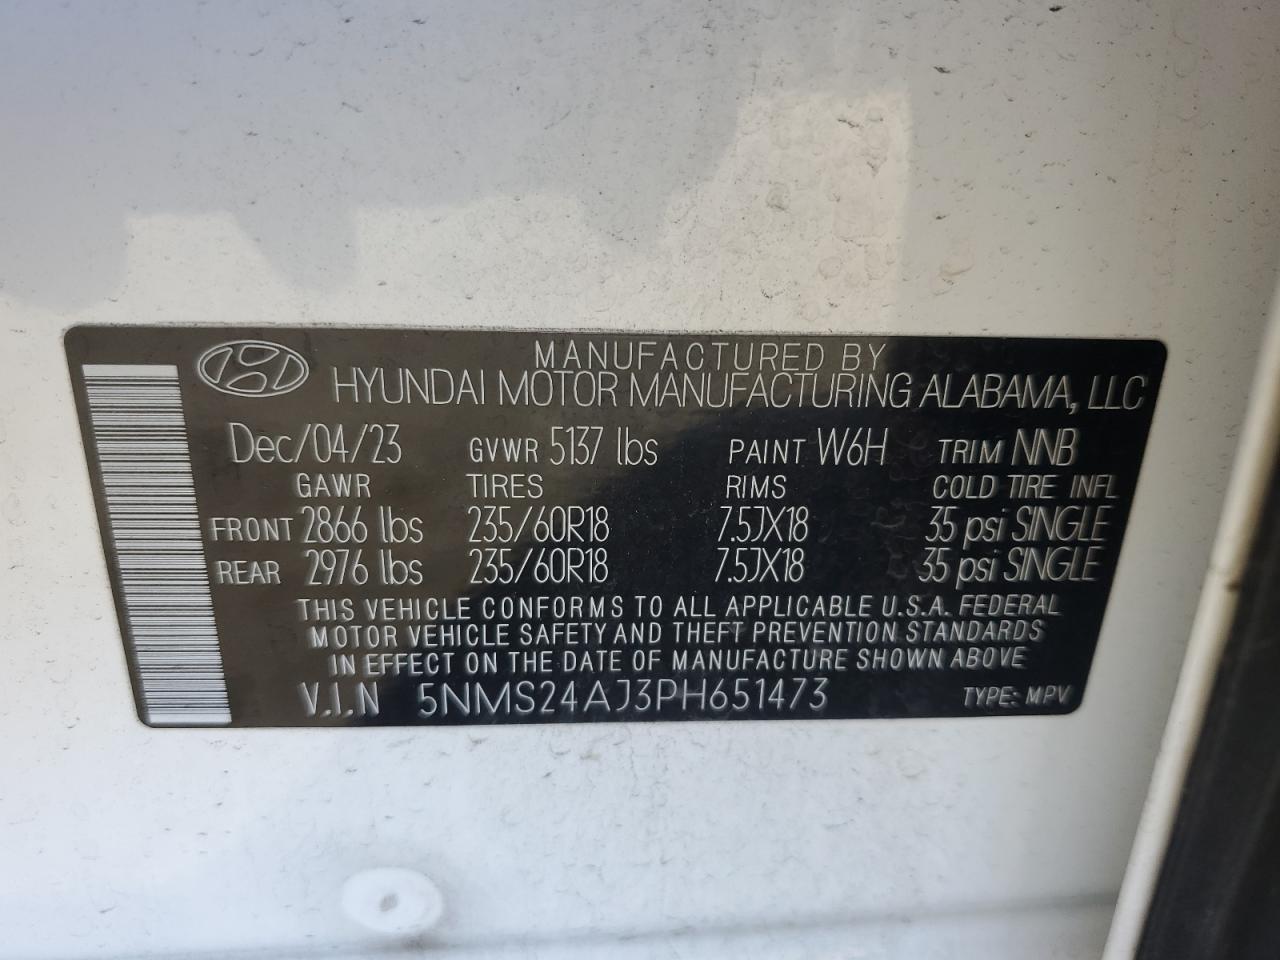 MANUFACTURED BY
HYUNDAI MOTOR MANUFACTURING ALABAMA, LLC
Dec/04/23 GVWR 5137 lbs PAINT W6H TRIM NNB
GAWR TIRES RIMS COLD TIRE INFL
FRONT 2866 lbs 235/60R18 7.5JX18 35 psi SINGLE
REAR 2976 lbs 235/60R18 7.5JX18 35 psi SINGLE
THIS VEHICLE CONFORMS TO ALL APPLICABLE U.S.A. FEDERAL
MOTOR VEHICLE SAFETY AND THEFT PREVENTION STANDARDS
IN EFFECT ON THE DATE OF MANUFACTURE SHOWN ABOVE
V.I.N 5NMS24AJ3PH651473 TYPE: MPV